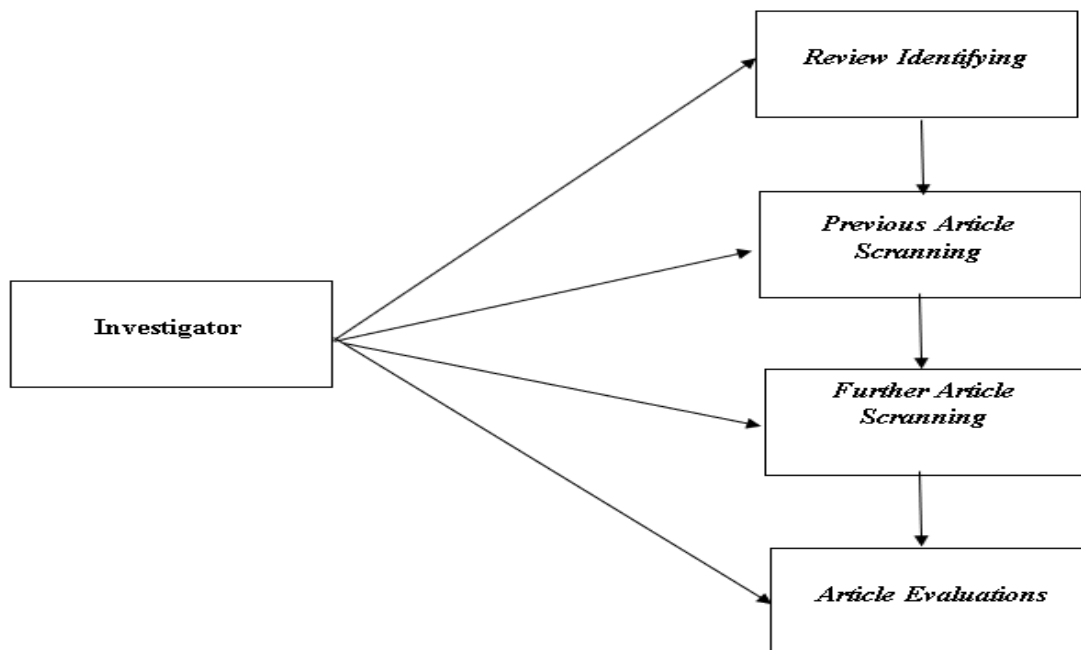 Review Identifying
Previous Article
Scranning
Investigator
Further Article
Scranning
Article Evaluations